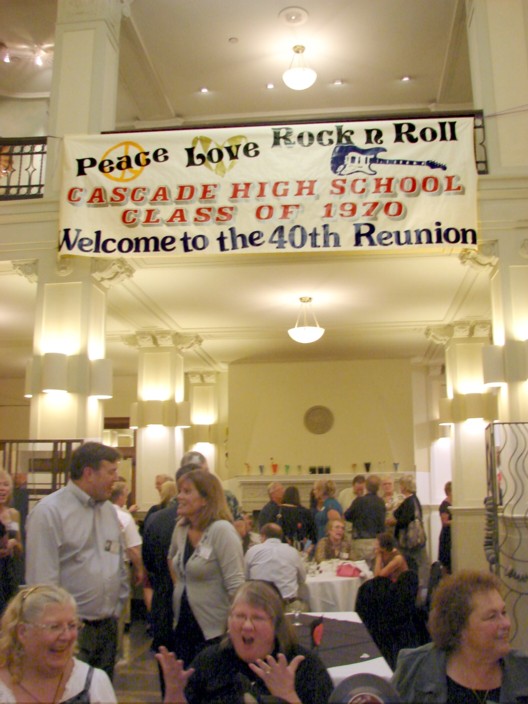 Peace Love Rock n Roll
CASCADE HIGH SCHOOL
CLASS OF 1970
Welcome to the 40th Reunion